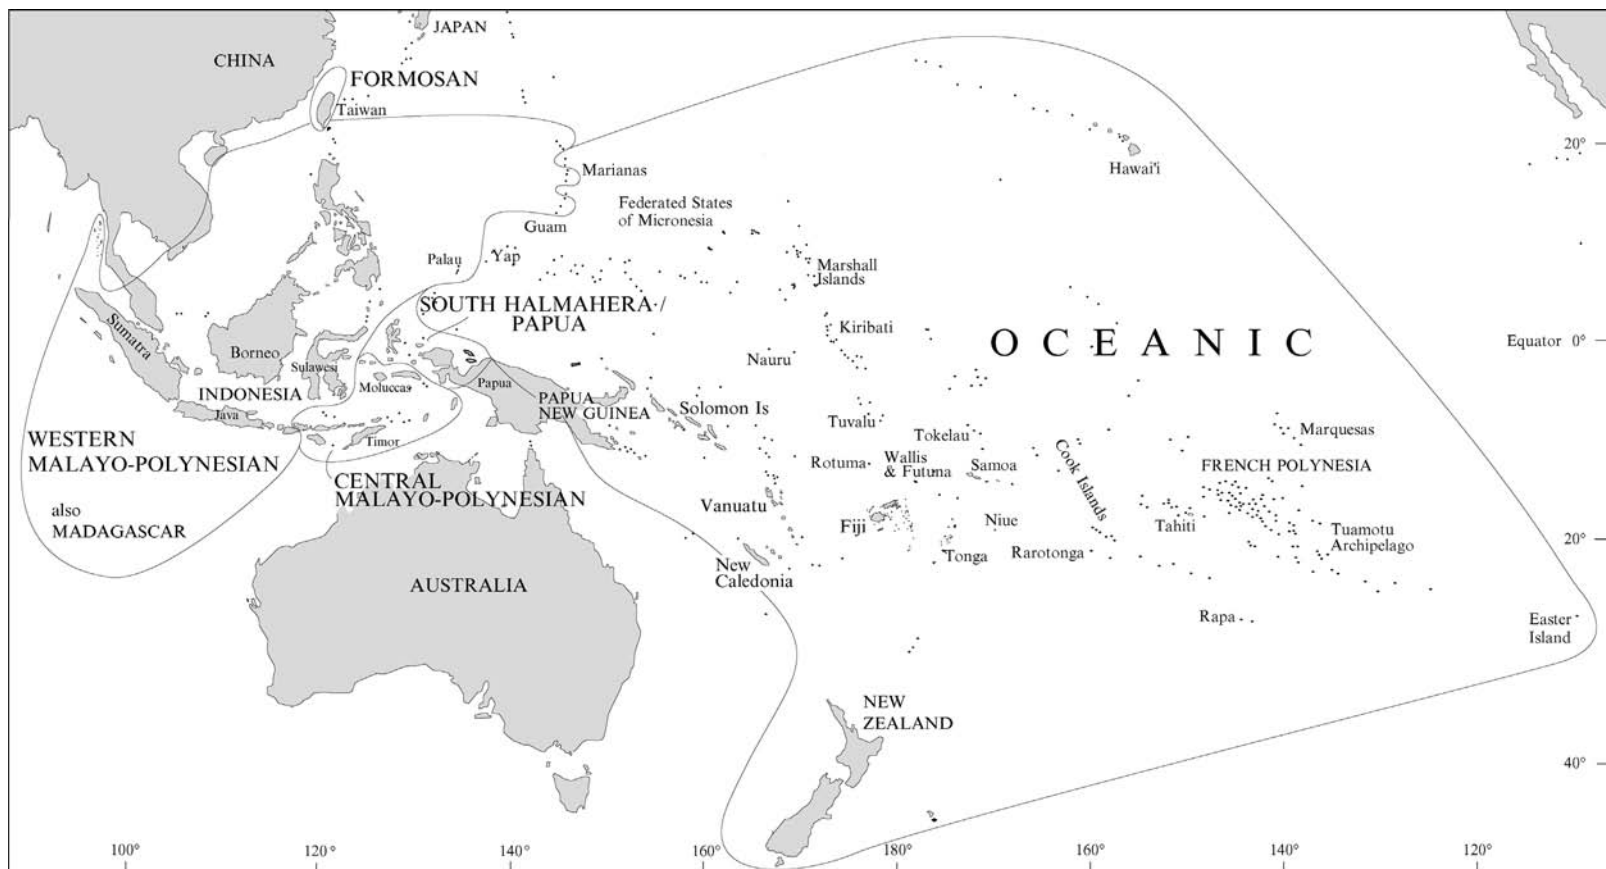 JAPAN
CHINA
FORMOSAN
Taiwan
20°
Hawai'i
Marianas
Federated States
of Micronesia
Guam
Palau
Yap
Marshall
Islands
SOUTH HALMAHERA /
PAPUA
Sumatra
Kiribati
OCEANIC
Equator 0°
Borneo
Sulawesi
Nauru
Moluccas
Papua
INDONESIA
Java
PAPUA
NEW GUINEA
Solomon Is
Tuvalu
Tokelau
Marquesas
WESTERN
MALAYO-POLYNESIAN
Timor
Rotuma
Wallis
& Futuna
Samoa
Cook Islands
FRENCH POLYNESIA
CENTRAL
MALAYO-POLYNESIAN
also
MADAGASCAR
Vanuatu
Fiji
Niue
Tahiti
Tuamotu
Archipelago
20°
Tonga
Rarotonga
New
Caledonia
AUSTRALIA
Rapa
Easter
Island
NEW
ZEALAND
40°
100°
120°
140°
160°
180°
160°
140°
120°